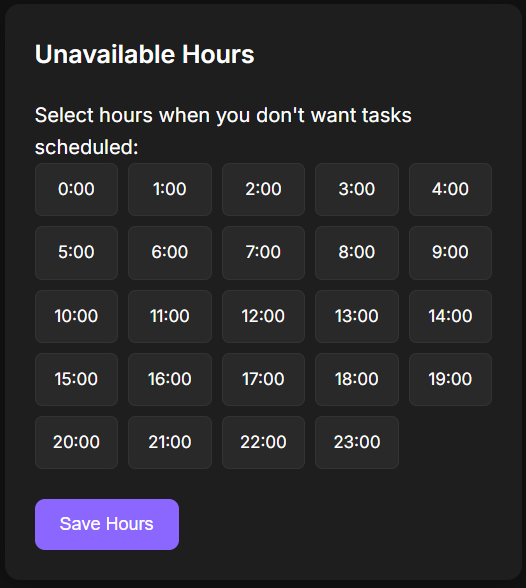 Unavailable Hours
Select hours when you don't want tasks
scheduled:
0:00 1:00 2:00 3:00 4:00
5:00 6:00 7:00 8:00 9:00
10:00 11:00 12:00 13:00 14:00
15:00 16:00 17:00 18:00 19:00
20:00 21:00 22:00 23:00
Save Hours